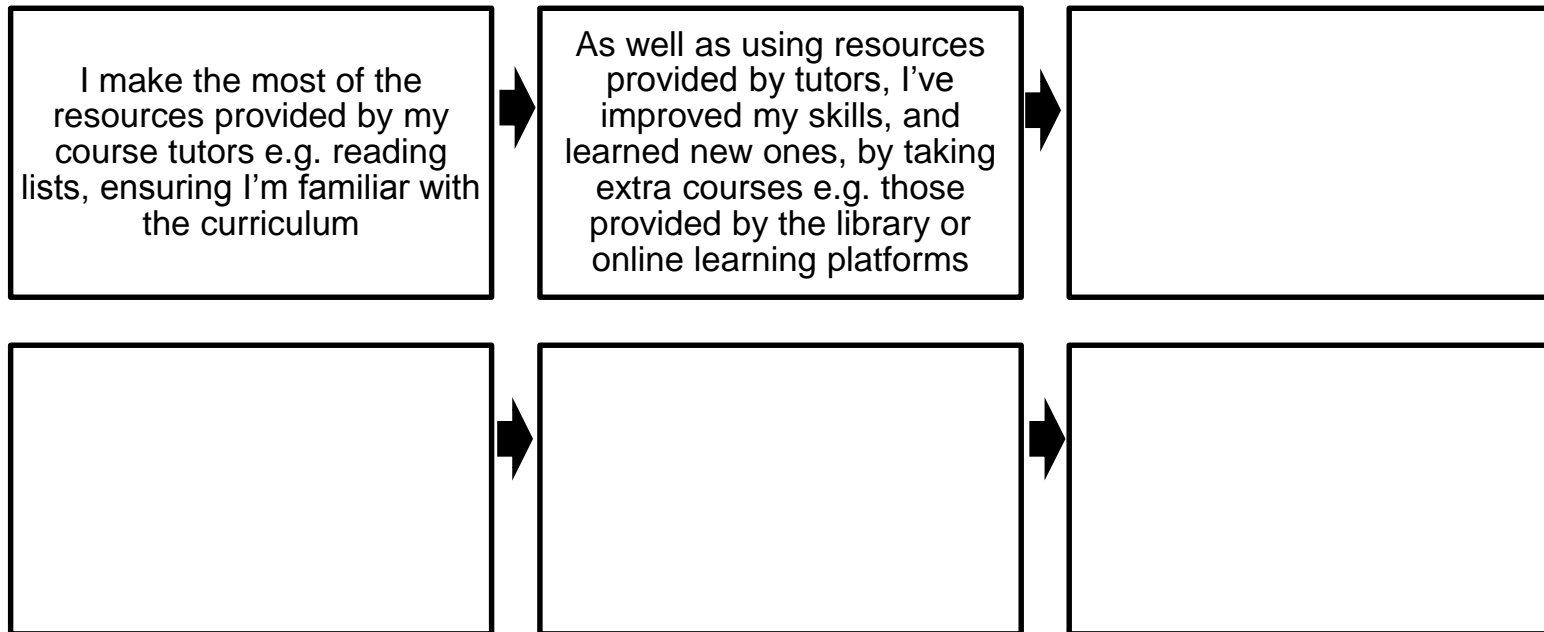 I make the most of the
resources provided by my
course tutors e.g. reading
lists, ensuring I’m familiar with
the curriculum
As well as using resources
provided by tutors, I’ve
improved my skills, and
learned new ones, by taking
extra courses e.g. those
provided by the library or
online learning platforms